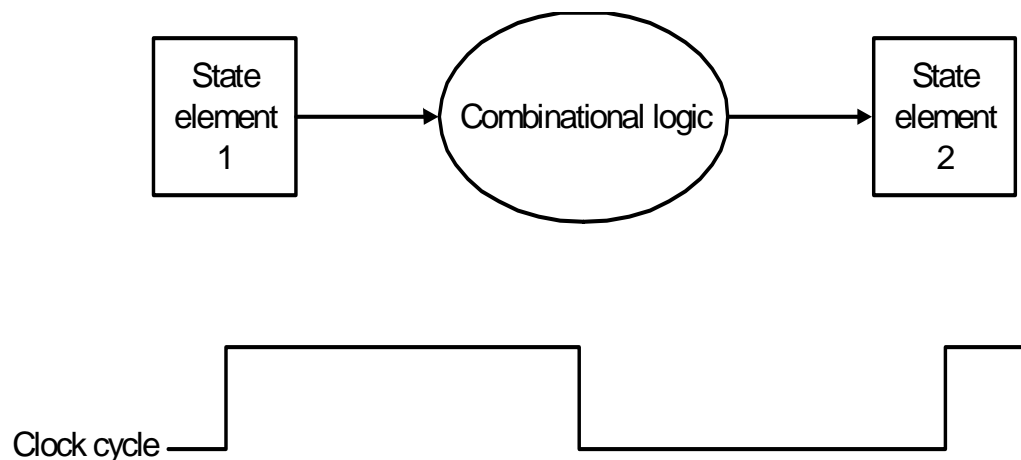 State
element
1
Combinational logic
State
element
2
Clock cycle